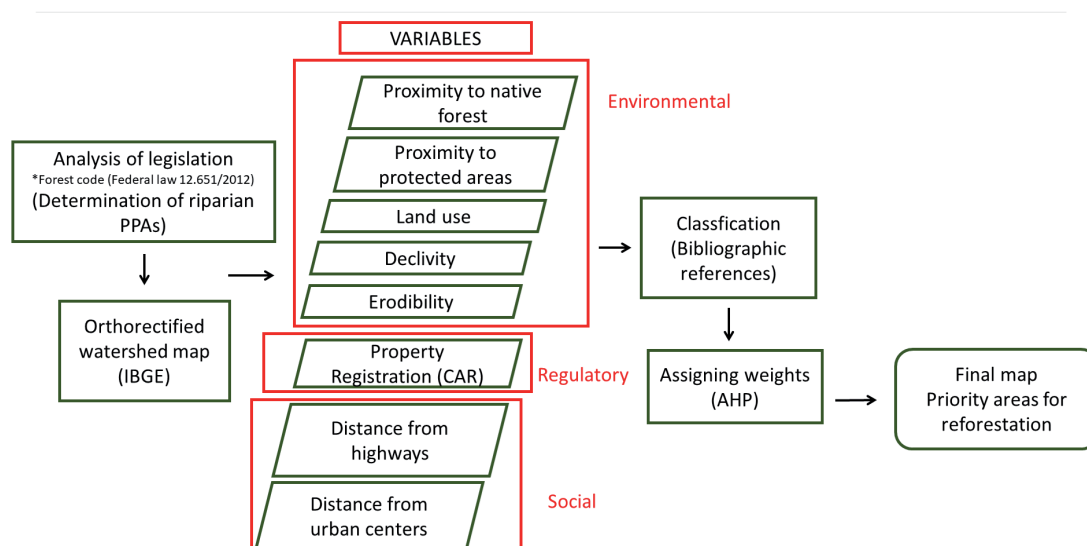 VARIABLES
Proximity to native
forest
Environmental
Proximity to
protected areas
Land use
Declivity
Erodibility
Analysis of legislation
*Forest code (Federal law 12.651/2012)
(Determination of riparian
PPAs)
Orthorectified
watershed map
(IBGE)
Property
Registration (CAR)
Regulatory
Distance from
highways
Distance from
urban centers
Social
Classfication
(Bibliographic
references)
Assigning weights
(AHP)
Final map
Priority areas for
reforestation